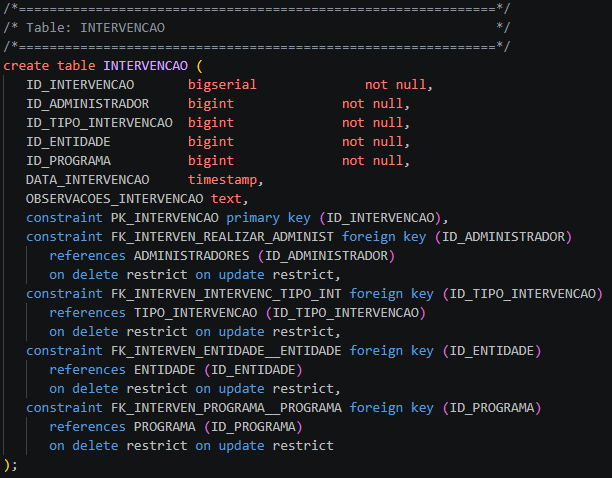 /*==============================================================*/
/* Table: INTERVENCAO                                           */
/*==============================================================*/
create table INTERVENCAO (
   ID_INTERVENCAO       bigserial            not null,
   ID_ADMINISTRADOR     bigint               not null,
   ID_TIPO_INTERVENCAO  bigint               not null,
   ID_ENTIDADE          bigint               not null,
   ID_PROGRAMA          bigint               not null,
   DATA_INTERVENCAO     timestamp,
   OBSERVACOES_INTERVENCAO text,
   constraint PK_INTERVENCAO primary key (ID_INTERVENCAO),
   constraint FK_INTERVEN_REALIZAR_ADMINIST foreign key (ID_ADMINISTRADOR)
      references ADMINISTRADORES (ID_ADMINISTRADOR)
      on delete restrict on update restrict,
   constraint FK_INTERVEN_INTERVENC_TIPO_INT foreign key (ID_TIPO_INTERVENCAO)
      references TIPO_INTERVENCAO (ID_TIPO_INTERVENCAO)
      on delete restrict on update restrict,
   constraint FK_INTERVEN_ENTIDADE__ENTIDADE foreign key (ID_ENTIDADE)
      references ENTIDADE (ID_ENTIDADE)
      on delete restrict on update restrict,
   constraint FK_INTERVEN_PROGRAMA__PROGRAMA foreign key (ID_PROGRAMA)
      references PROGRAMA (ID_PROGRAMA)
      on delete restrict on update restrict
);